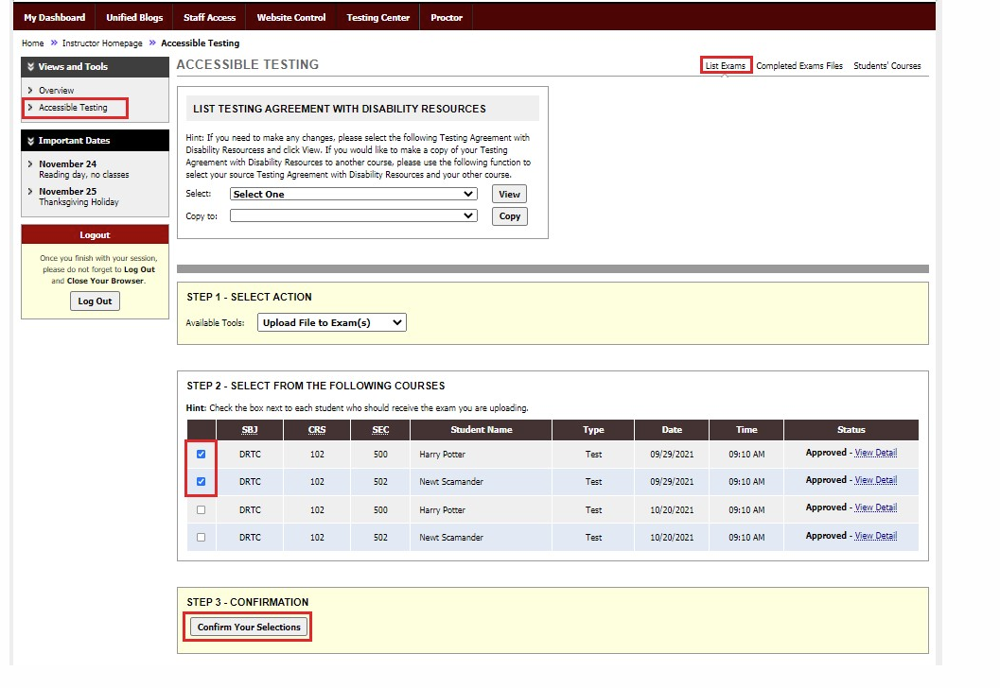 My Dashboard Unified Blogs Staff Access Website Control Testing Center Proctor
Home » Instructor Homepage » Accessible Testing
Views and Tools
Overview
Accessible Testing
Important Dates
November 24
Reading day, no classes
November 25
Thanksgiving Holiday
Logout
Once you finish with your session,
please do not forget to Log Out
and Close Your Browser.
Log Out
ACCESSIBLE TESTING
List Exams Completed Exams Files Students' Courses
LIST TESTING AGREEMENT WITH DISABILITY RESOURCES
Hint: If you need to make any changes, please select the following Testing Agreement with
Disability Resourcess and click View. If you would like to make a copy of your Testing
Agreement with Disability Resources to another course, please use the following function to
select your source Testing Agreement with Disability Resources and your other course.
Select: Select One View
Copy to: Copy
STEP 1 - SELECT ACTION
Available Tools: Upload File to Exam(s)
STEP 2 - SELECT FROM THE FOLLOWING COURSES
Hint: Check the box next to each student who should receive the exam you are uploading.
SBJ CRS SEC Student Name Type Date Time Status
DRTC 102 500 Harry Potter Test 09/29/2021 09:10 AM Approved - View Detail
DRTC 102 502 Newt Scamander Test 09/29/2021 09:10 AM Approved - View Detail
DRTC 102 500 Harry Potter Test 10/20/2021 09:10 AM Approved - View Detail
DRTC 102 502 Newt Scamander Test 10/20/2021 09:10 AM Approved - View Detail
STEP 3 - CONFIRMATION
Confirm Your Selections